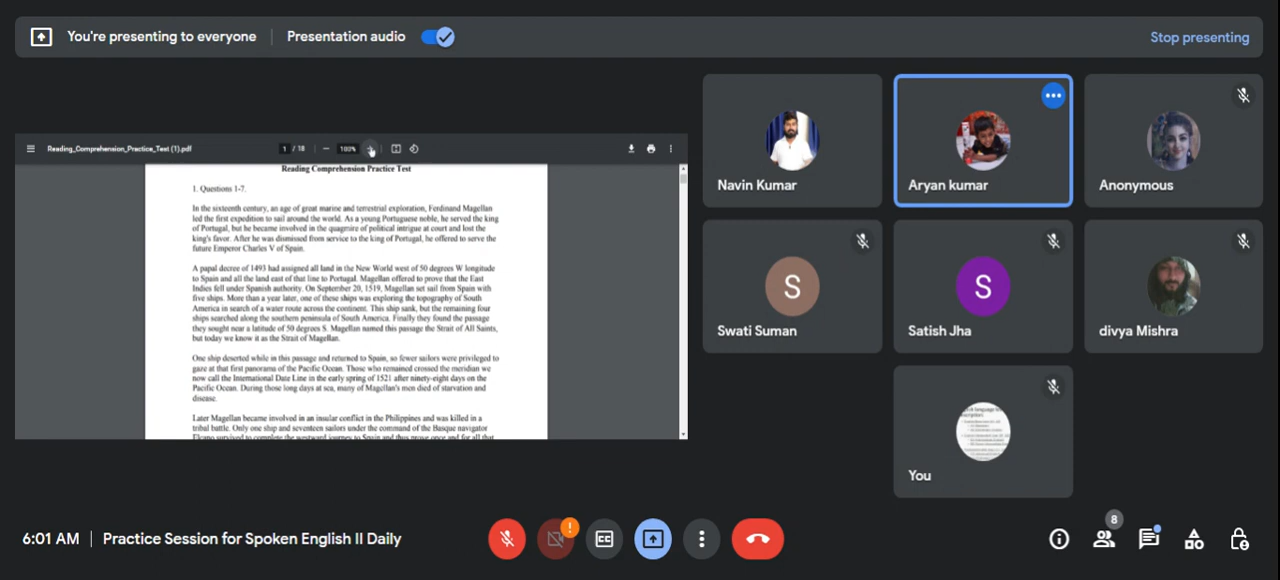 You're presenting to everyone
Presentation audio
Stop presenting
Reading_Comprehension_Practice_Test (1).pdf
1 / 18
100%
Reading Comprehension Practice Test
1. Questions 1-7.
In the sixteenth century, an age of great marine and terrestrial exploration, Ferdinand Magellan
led the first expedition to sail around the world. As a young Portuguese noble, he served the king
of Portugal, but he became involved in the quagmire of political intrigue at court and lost the
king's favor. After he was dismissed from service to the king of Portugal, he offered to serve the
future Emperor Charles V of Spain.
A papal decree of 1493 had assigned all land in the New World west of 50 degrees W longitude
to Spain and all the land east of that line to Portugal. Magellan offered to prove that the East
Indies fell under Spanish authority. On September 20, 1519, Magellan set sail from Spain with
five ships. More than a year later, one of these ships was exploring the topography of South
America in search of a water route across the continent. This ship sank, but the remaining four
ships searched along the southern peninsula of South America. Finally they found the passage
they sought near a latitude of 50 degrees S. Magellan named this passage the Strait of All Saints,
but today we know it as the Strait of Magellan.
One ship deserted while in this passage and returned to Spain, so fewer sailors were privileged to
gaze at that first panorama of the Pacific Ocean. Those who remained crossed the meridian we
now call the International Date Line in the early spring of 1521 after ninety-eight days on the
Pacific Ocean. During those long days at sea, many of Magellan's men died of starvation and
disease.
Later Magellan became involved in an insular conflict in the Philippines and was killed in a
tribal battle. Only one ship and seventeen sailors under the command of the Basque navigator
Elcano survived to complete the westward journey to Spain and thus prove once and for all that
Navin Kumar
Aryan kumar
Anonymous
S
Swati Suman
S
Satish Jha
divya Mishra
You
6:01 AM
Practice Session for Spoken English II Daily
8